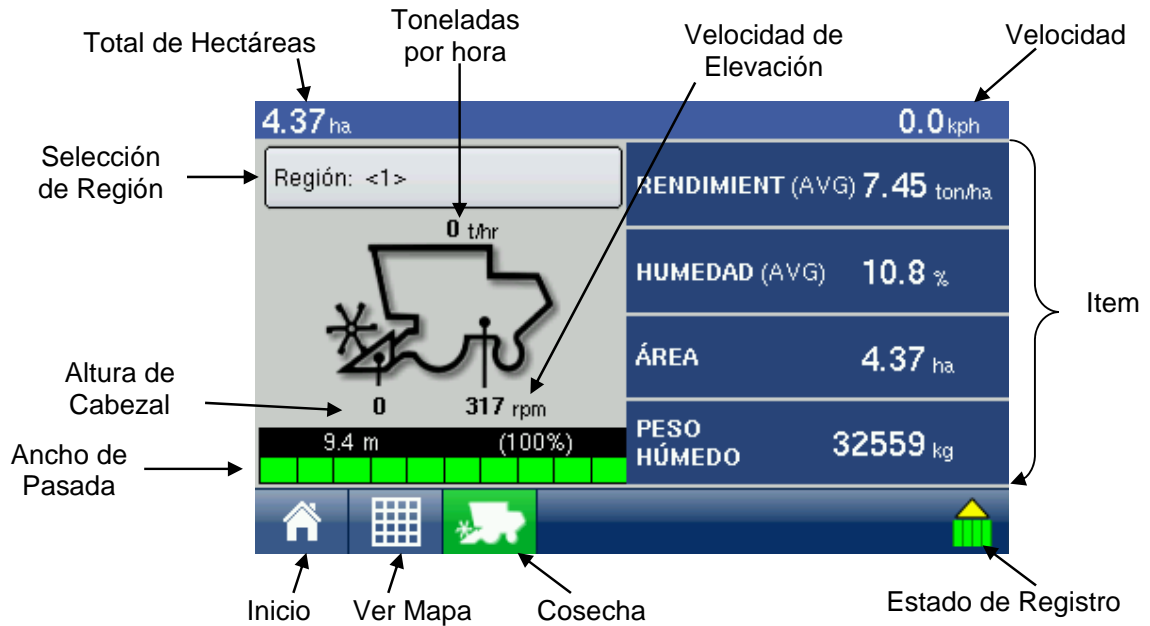 Toneladas
por hora
Total de Hectáreas
Velocidad de
Elevación
Velocidad
4.37 ha
0.0 kph
Selección
de Región
Región: <1>
RENDIMIENT (AVG) 7.45 ton/ha
0 t/hr
HUMEDAD (AVG) 10.8 %
Item
ÁREA 4.37 ha
Altura de
Cabezal
0 317 rpm
PESO
HÚMEDO 32559 kg
9.4 m (100%)
Ancho de
Pasada
Inicio Ver Mapa Cosecha
Estado de Registro